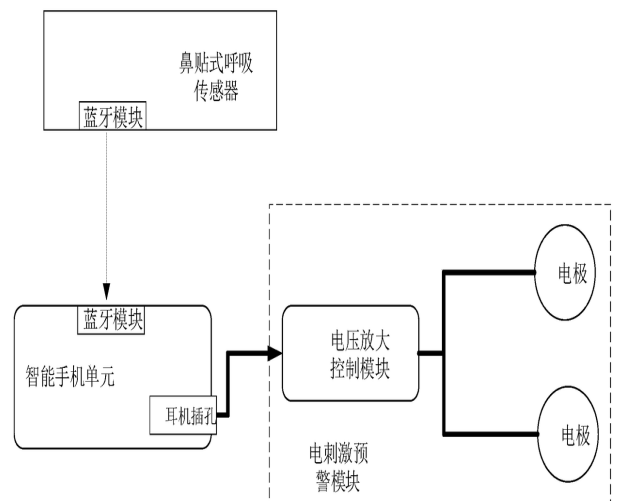 鼻贴式呼吸
传感器
蓝牙模块
蓝牙模块
智能手机单元
耳机插孔
电压放大
控制模块
电极
电极
电刺激预
警模块